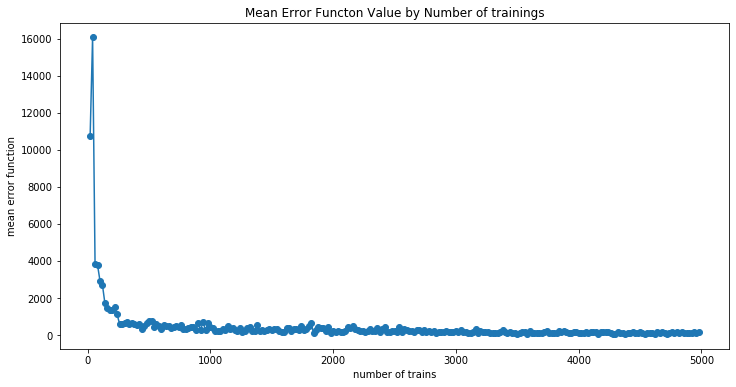 Mean Error Functon Value by Number of trainings
mean error function
16000
14000
12000
10000
8000
6000
4000
2000
0
0 1000 2000 3000 4000 5000
number of trains